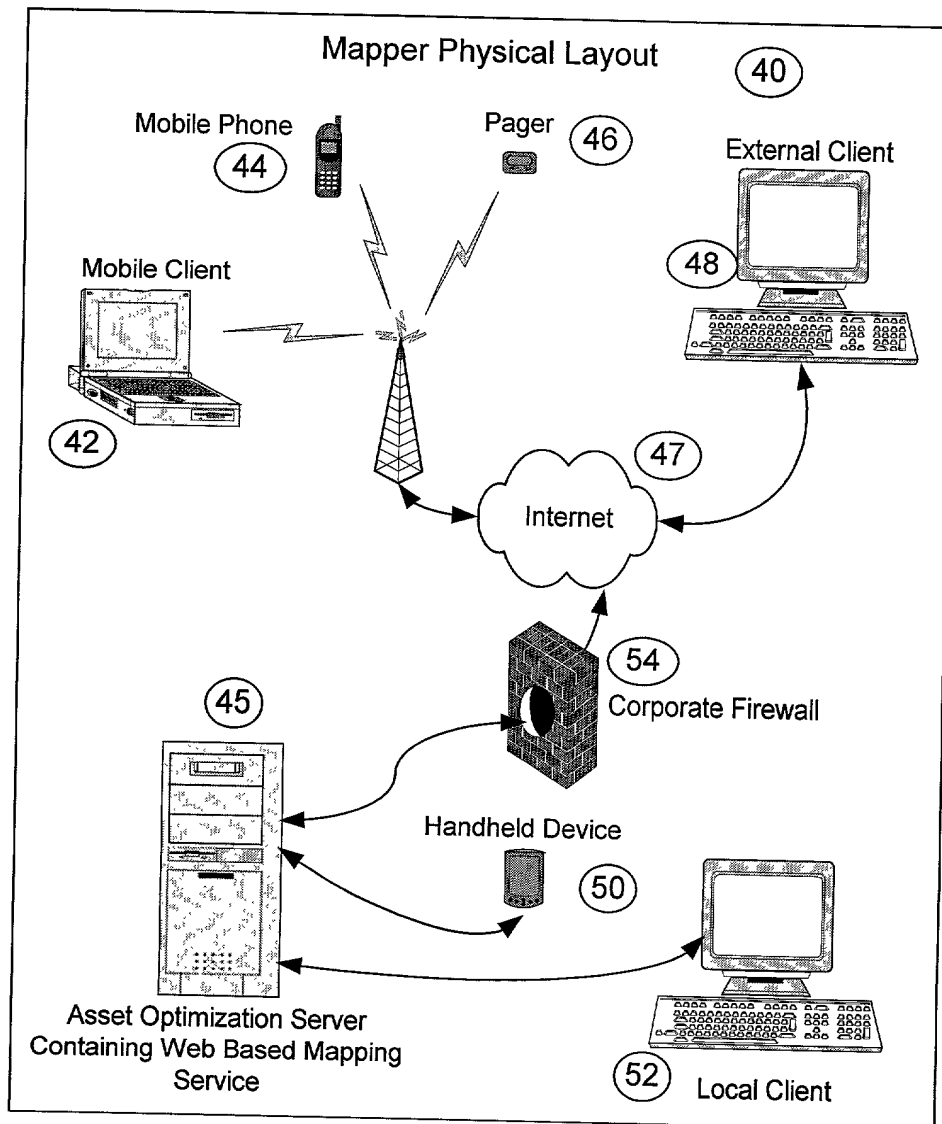 Mapper Physical Layout
40
Mobile Phone
44
Pager
46
External Client
48
Mobile Client
42
47
Internet
54
Corporate Firewall
45
Handheld Device
50
Asset Optimization Server
Containing Web Based Mapping
Service
52
Local Client